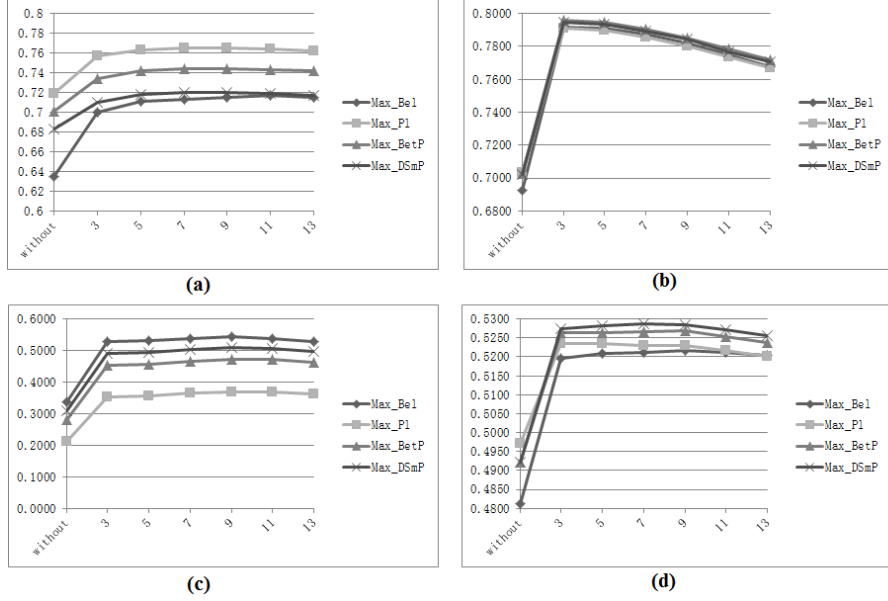 0.8
0.78
0.76
0.74
0.72
0.7
0.68
0.66
0.64
0.62
0.6
without
3
5
7
9
11
13
Max_Bel
Max_Pl
Max_BetP
Max_DSmP
(a)
0.8000
0.7800
0.7600
0.7400
0.7200
0.7000
0.6800
without
3
5
7
9
11
13
Max_Bel
Max_Pl
Max_BetP
Max_DSmP
(b)
0.6000
0.5000
0.4000
0.3000
0.2000
0.1000
0.0000
without
3
5
7
9
11
13
Max_Bel
Max_Pl
Max_BetP
Max_DSmP
(c)
0.5300
0.5250
0.5200
0.5150
0.5100
0.5050
0.5000
0.4950
0.4900
0.4850
0.4800
without
3
5
7
9
11
13
Max_Bel
Max_Pl
Max_BetP
Max_DSmP
(d)